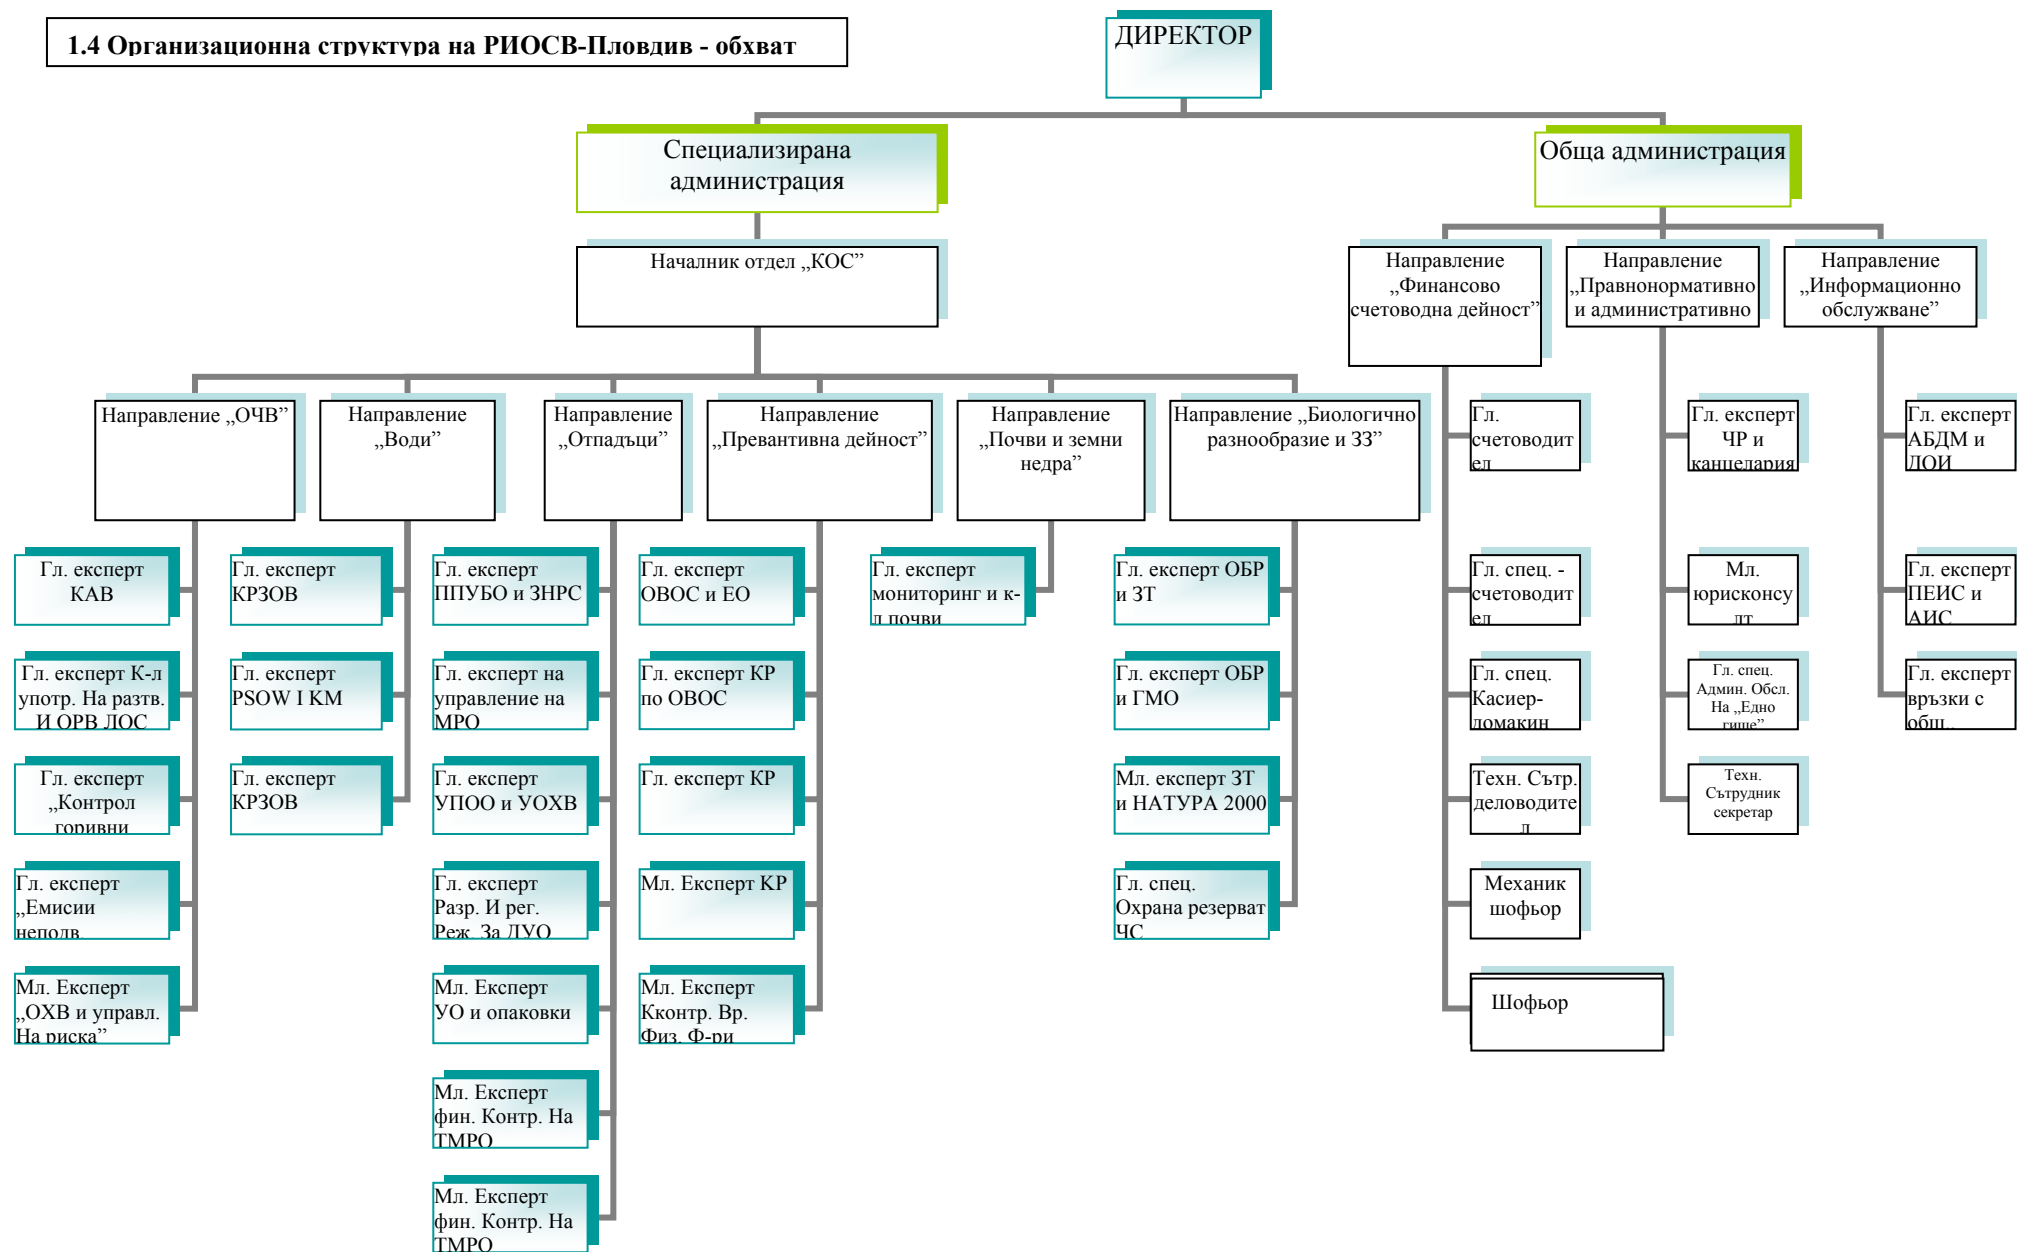 1.4 Организационна структура на РИОСВ-Пловдив - обхват
ДИРЕКТОР
Специализирана
администрация
Обща администрация
Началник отдел „КОС”
Направление
„Финансово
счетоводна дейност”
Направление
„Правнонормативно
и административно
Направление
„Информационно
обслужване”
Направление „ОЧВ”
Направление
„Води”
Направление
„Отпадъци”
Направление
„Превантивна дейност”
Направление
„Почви и земни
недра”
Направление „Биологично
разнообразие и ЗЗ”
Гл. експерт
КАВ
Гл. експерт К-л
употр. На разтв.
И ОРВ ЛОС
Гл. експерт
„Контрол
горивни
Гл. експерт
„Емисии
неподв.
Мл. Експерт
„ОХВ и управл.
На риска”
Гл. експерт
КРЗОВ
Гл. експерт
PSOW I KM
Гл. експерт
КРЗОВ
Гл. експерт
ППУБО и ЗНРС
Гл. експерт на
управление на
МРО
Гл. експерт
УПОО и УОХВ
Гл. експерт
Разр. И рег.
Реж. За ДУО
Мл. Експерт
УО и опаковки
Мл. Експерт
фин. Контр. На
ТМРО
Мл. Експерт
фин. Контр. На
ТМРО
Гл. експерт
ОВОС и ЕО
Гл. експерт КР
по ОВОС
Гл. експерт КР
Мл. Експерт КР
Мл. Експерт
Кконтр. Вр.
Физ. Ф-ри
Гл. експерт
мониторинг и к-
л почви
Гл. експерт ОБР
и ЗТ
Гл. експерт ОБР
и ГМО
Мл. експерт ЗТ
и НАТУРА 2000
Гл. спец.
Охрана резерват
ЧС
Гл.
счетоводит
ел
Гл. спец. -
счетоводит
ел
Гл. спец.
Касиер-
домакин
Техн. Сътр.
деловодите
л
Механик
шофьор
Шофьор
Гл. експерт
ЧР и
канцелария
Мл.
юрисконсу
лт
Гл. спец.
Админ. Обсл.
На „Едно
гише”
Техн.
Сътрудник
секретар
Гл. експерт
АБДМ и
ДОИ
Гл. експерт
ПЕИС и
АИС
Гл. експерт
връзки с
общ..